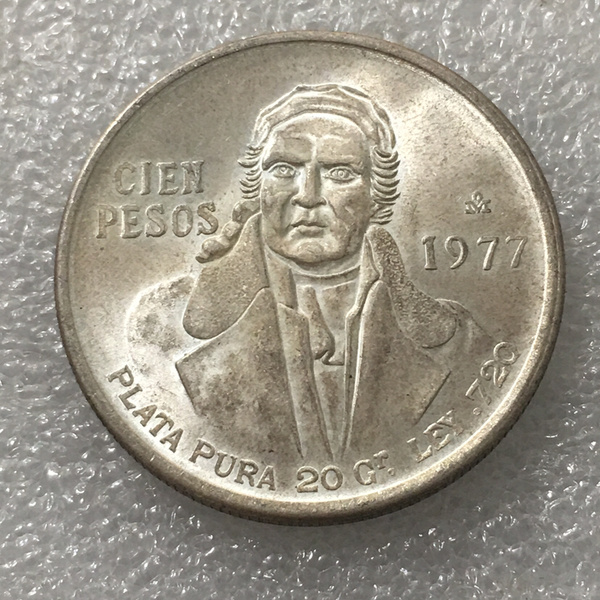 CIEN
PESOS
M
1977
PLATA PURA 20 Gr. LEY .720